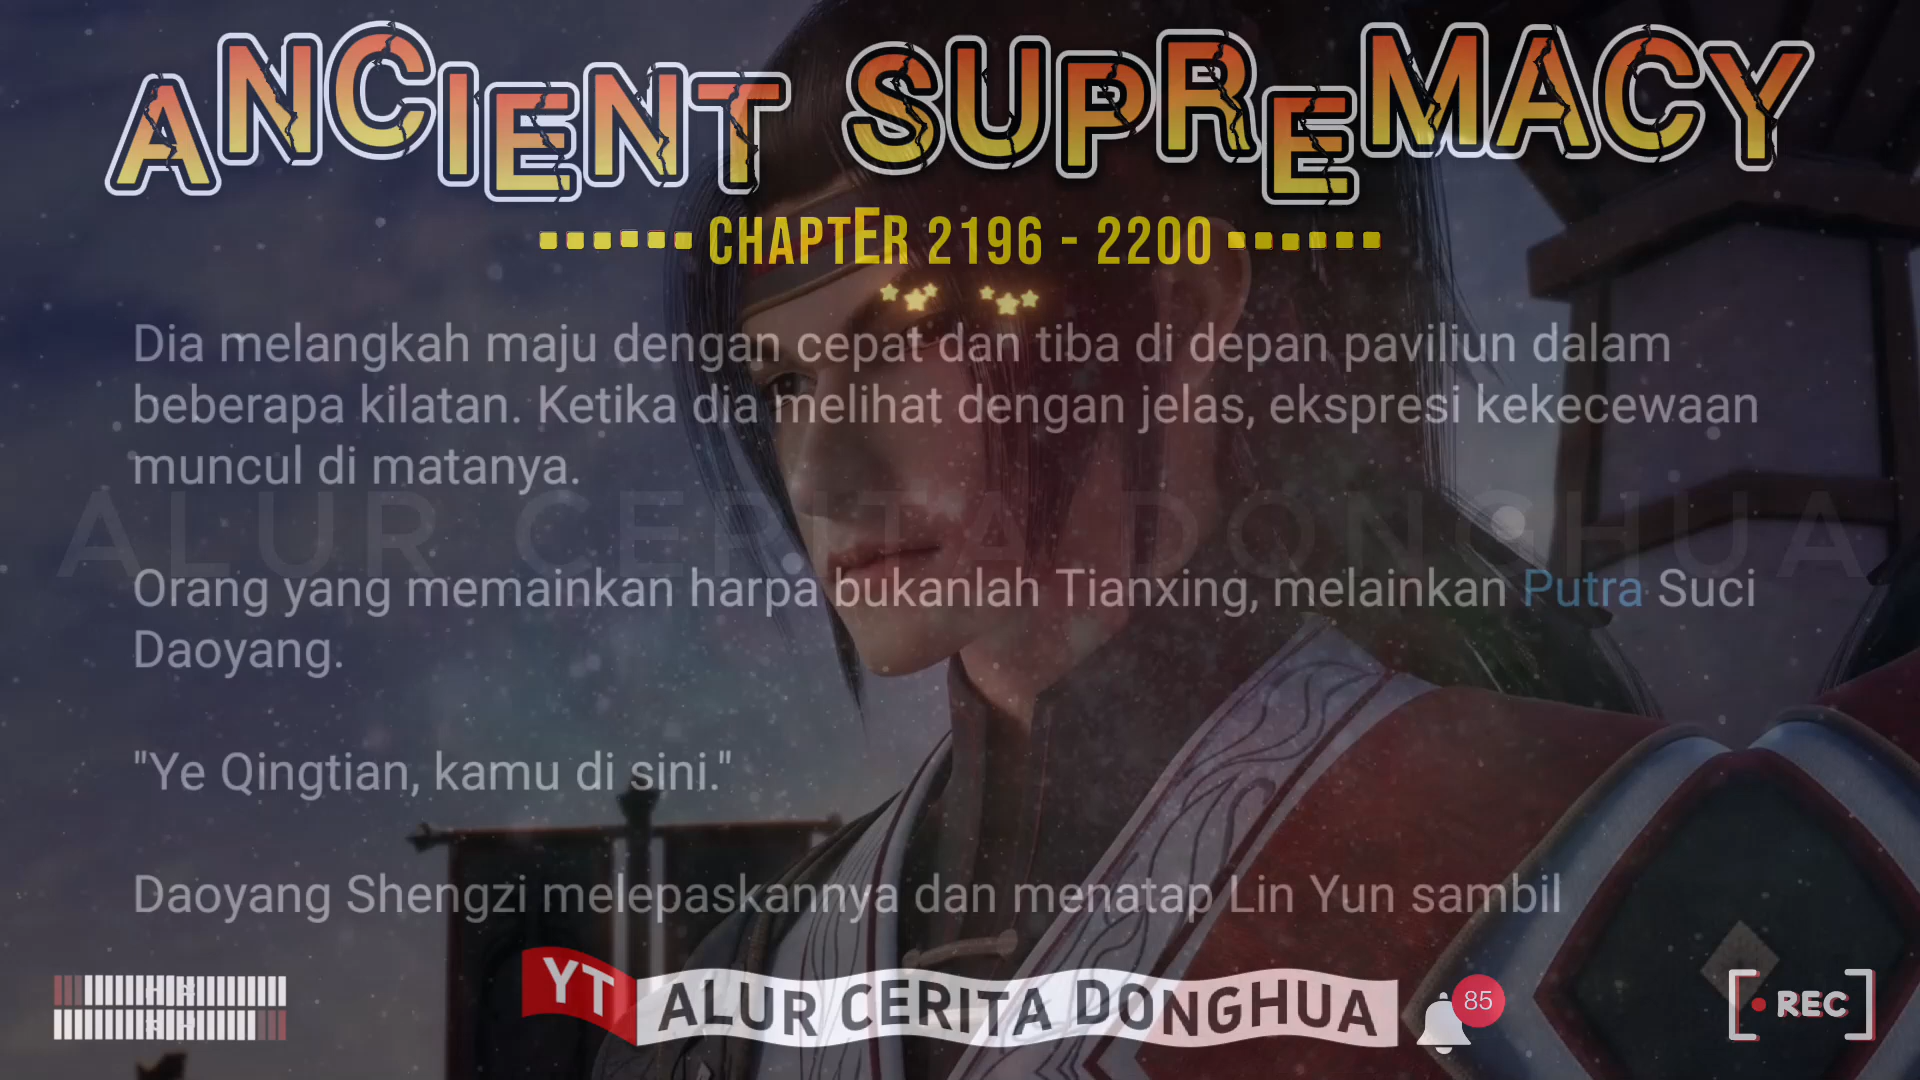 ANCIENT SUPREMACY
CHAPTER 2196 - 2200
Dia melangkah maju dengan cepat dan tiba di depan paviliun dalam
beberapa kilatan. Ketika dia melihat dengan jelas, ekspresi kekecewaan
muncul di matanya.
ALUR CERITA DONGHUA
Orang yang memainkan harpa bukanlah Tianxing, melainkan Putra Suci
Daoyang.
"Ye Qingtian, kamu di sini."
Daoyang Shengzi melepaskannya dan menatap Lin Yun sambil
YT ALUR CERITA DONGHUA
85
REC